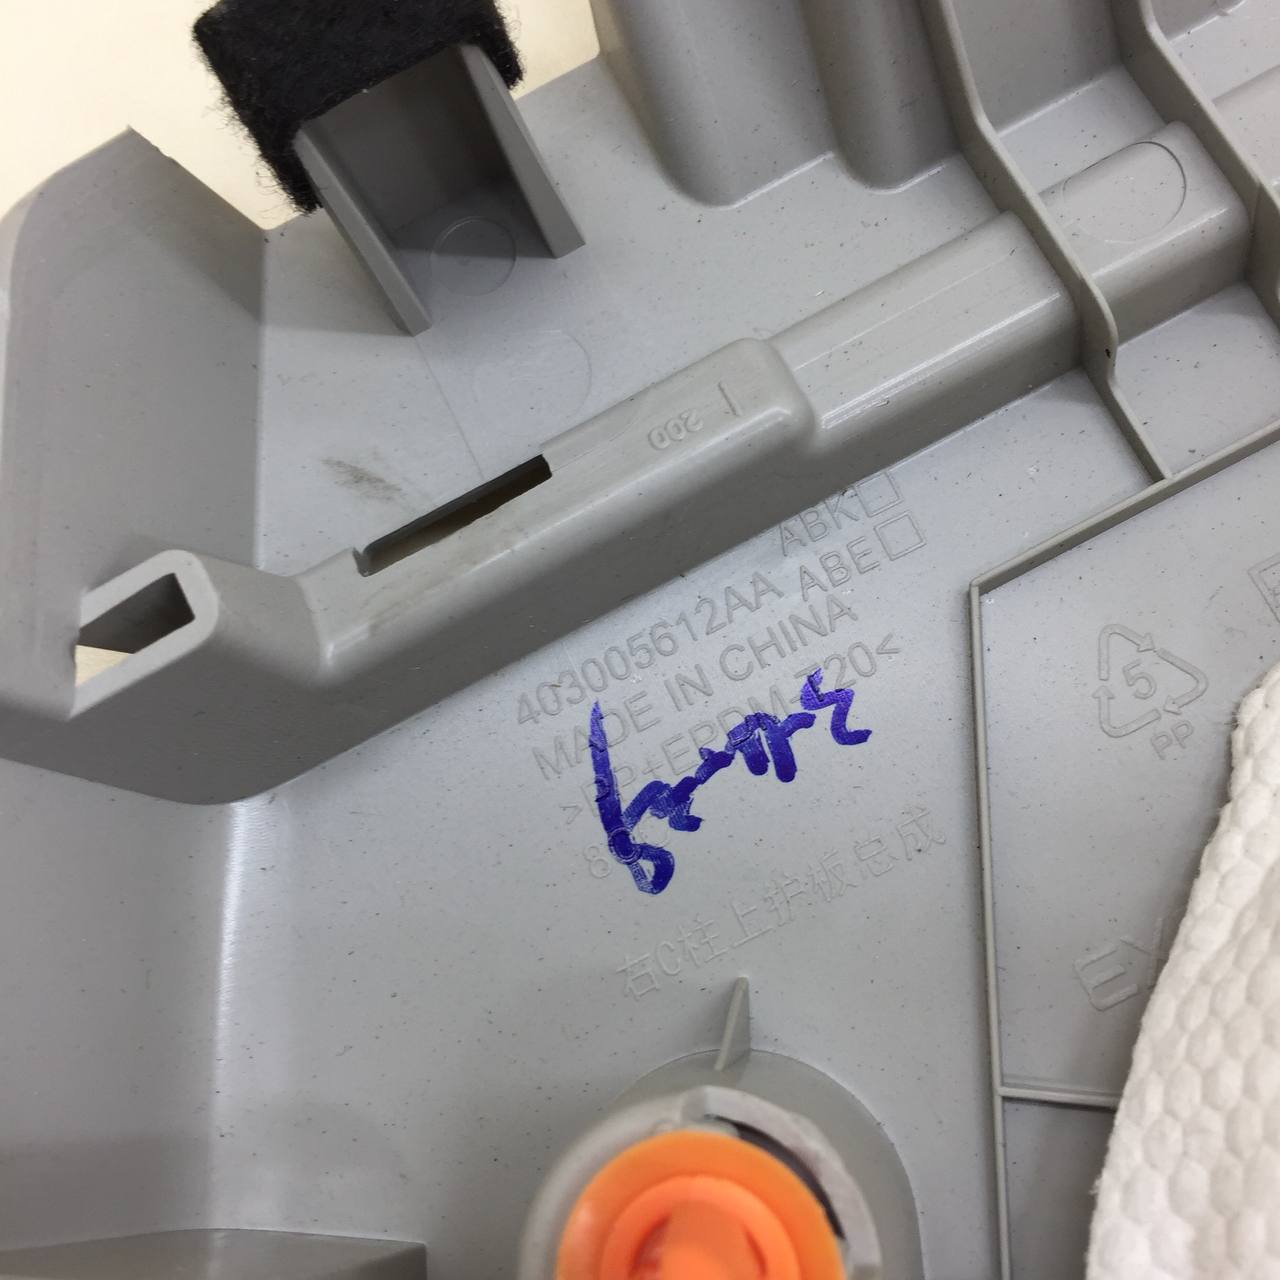 200
ABK
403005612AA ABE
MADE IN CHINA
>PP+EPDM-T20<
右C柱上护板总成
5
PP